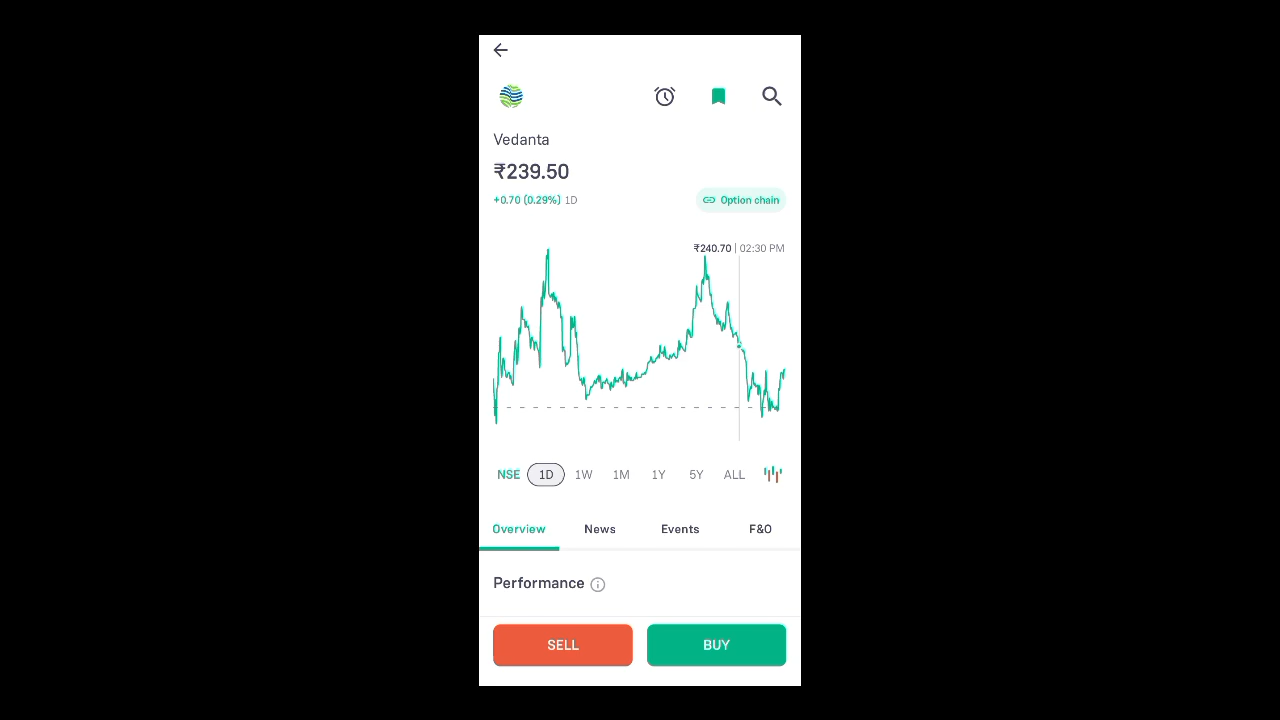 Vedanta
₹239.50
+0.70 (0.29%) 1D
Option chain
₹240.70 | 02:30 PM
NSE 1D 1W 1M 1Y 5Y ALL
Overview News Events F&O
Performance
SELL BUY